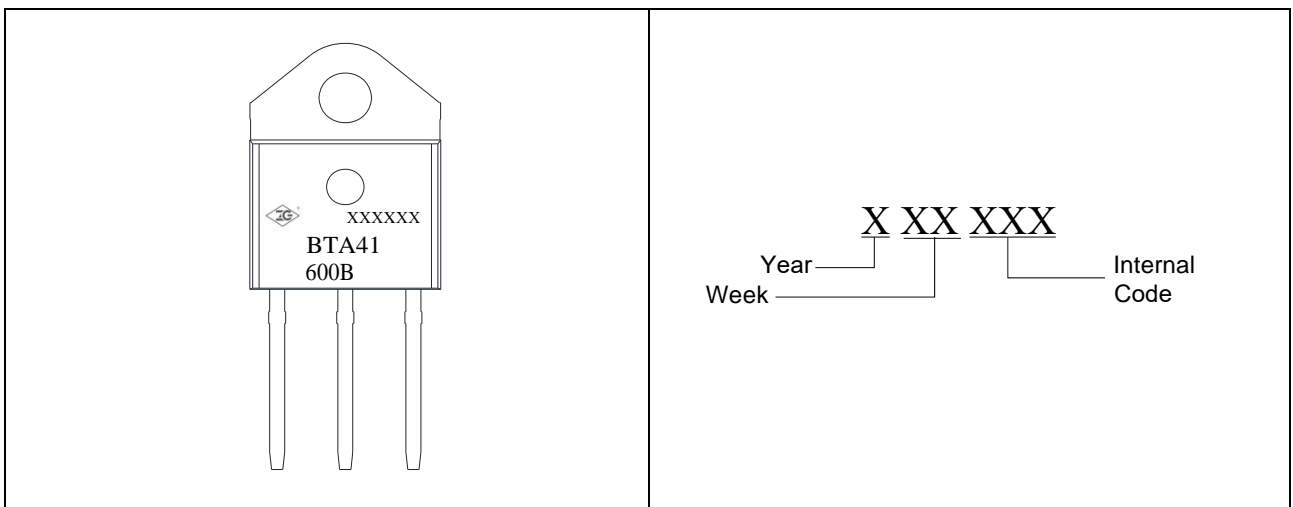 XXXXXX
BTA41
600B
X XX XXX
Year
Week
Internal
Code